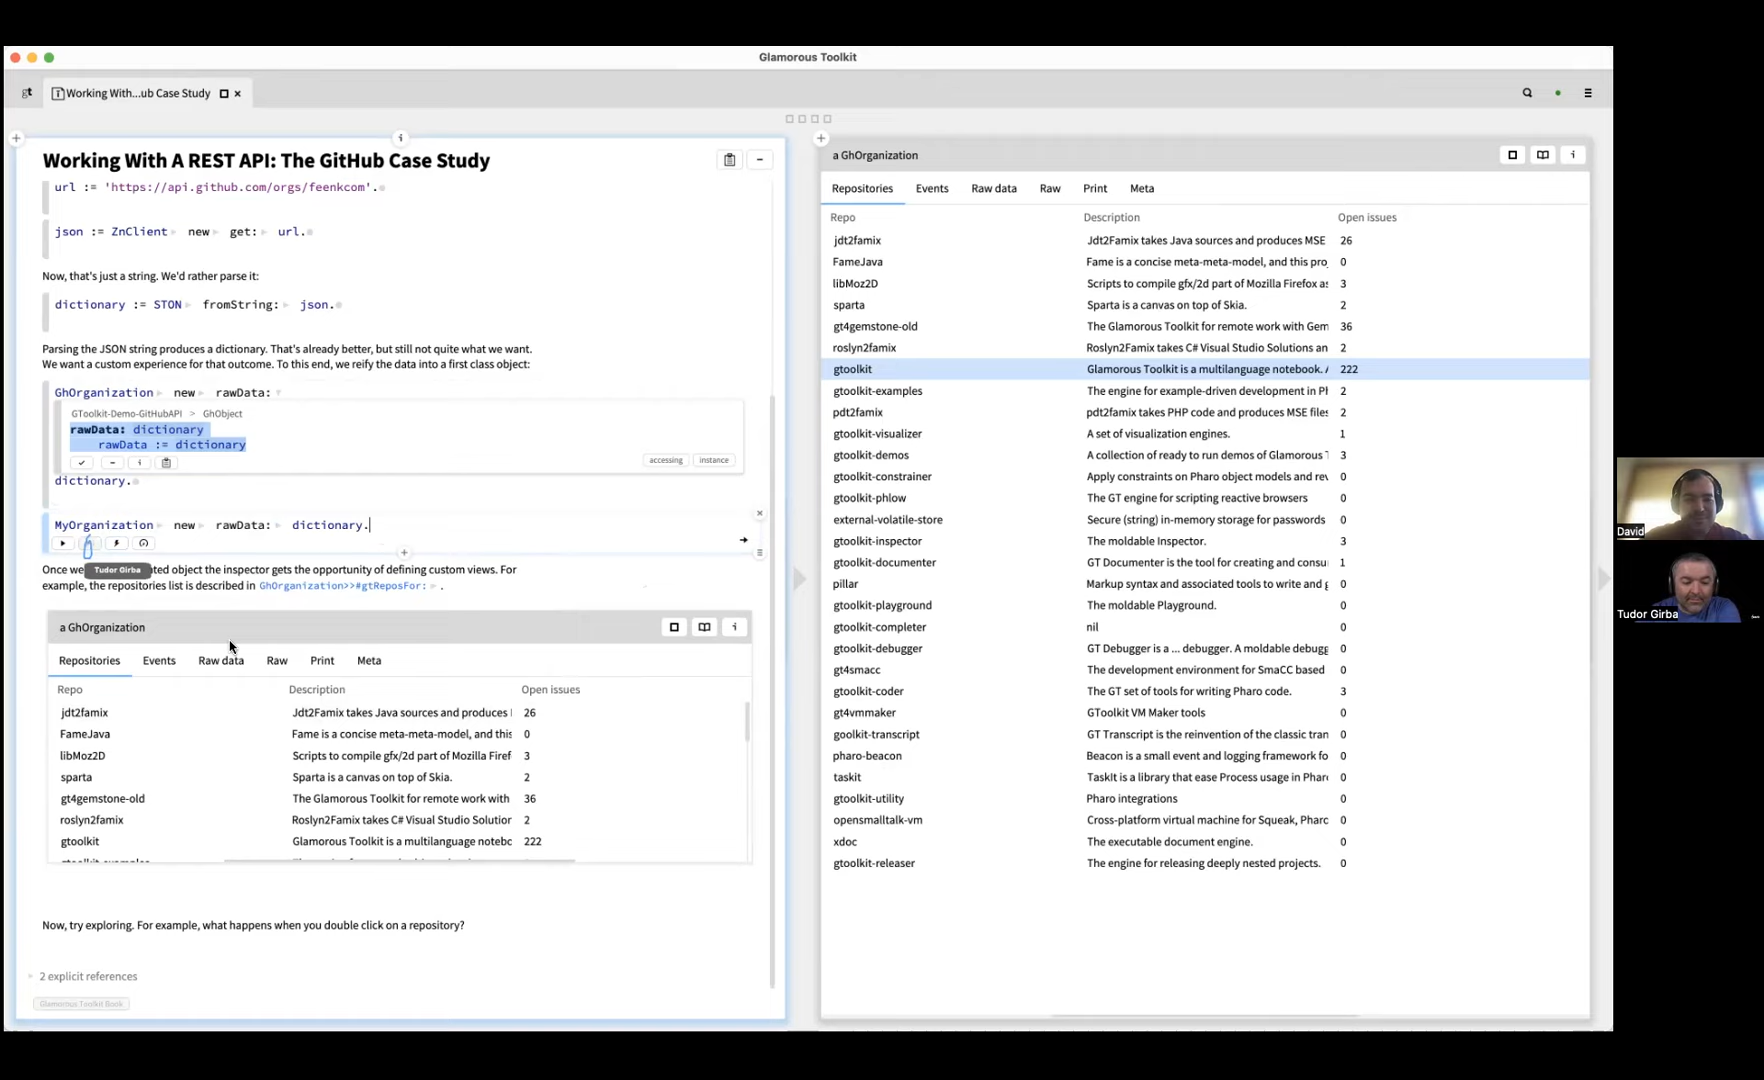 Glamorous Toolkit
gt
Working With...ub Case Study
Working With A REST API: The GitHub Case Study
url := 'https://api.github.com/orgs/feenkcom'.
json := ZnClient new get: url.
Now, that's just a string. We'd rather parse it:
dictionary := STON fromString: json.
Parsing the JSON string produces a dictionary. That's already better, but still not quite what we want.
We want a custom experience for that outcome. To this end, we reify the data into a first class object:
GhOrganization new rawData:
GToolkit-Demo-GitHubAPI > GhObject
rawData: dictionary
rawData := dictionary
accessing instance
dictionary.
MyOrganization new rawData: dictionary.
Tudor Girba
Once we ted object the inspector gets the opportunity of defining custom views. For
example, the repositories list is described in GhOrganization>>#gtReposFor: .
a GhOrganization
Repositories Events Raw data Raw Print Meta
Repo Description Open issues
jdt2famix Jdt2Famix takes Java sources and produces 26
FameJava Fame is a concise meta-meta-model, and this 0
libMoz2D Scripts to compile gfx/2d part of Mozilla Firef 3
sparta Sparta is a canvas on top of Skia. 2
gt4gemstone-old The Glamorous Toolkit for remote work with 36
roslyn2famix Roslyn2Famix takes C# Visual Studio Solution 2
gtoolkit Glamorous Toolkit is a multilanguage notebo 222
Now, try exploring. For example, what happens when you double click on a repository?
2 explicit references
Glamorous Toolkit Book
a GhOrganization
Repositories Events Raw data Raw Print Meta
Repo Description Open issues
jdt2famix Jdt2Famix takes Java sources and produces MSE 26
FameJava Fame is a concise meta-meta-model, and this pro 0
libMoz2D Scripts to compile gfx/2d part of Mozilla Firefox as 3
sparta Sparta is a canvas on top of Skia. 2
gt4gemstone-old The Glamorous Toolkit for remote work with Gem 36
roslyn2famix Roslyn2Famix takes C# Visual Studio Solutions an 2
gtoolkit Glamorous Toolkit is a multilanguage notebook. 222
gtoolkit-examples The engine for example-driven development in Ph 2
pdt2famix pdt2famix takes PHP code and produces MSE files 2
gtoolkit-visualizer A set of visualization engines. 1
gtoolkit-demos A collection of ready to run demos of Glamorous T 3
gtoolkit-constrainer Apply constraints on Pharo object models and rev 0
gtoolkit-phlow The GT engine for scripting reactive browsers 0
external-volatile-store Secure (string) in-memory storage for passwords 0
gtoolkit-inspector The moldable Inspector. 3
gtoolkit-documenter GT Documenter is the tool for creating and consu 1
pillar Markup syntax and associated tools to write and g 0
gtoolkit-playground The moldable Playground. 0
gtoolkit-completer nil 0
gtoolkit-debugger GT Debugger is a ... debugger. A moldable debugg 0
gt4smacc The development environment for SmaCC based 0
gtoolkit-coder The GT set of tools for writing Pharo code. 3
gt4vmmaker GToolkit VM Maker tools 0
goolkit-transcript GT Transcript is the reinvention of the classic tran 0
pharo-beacon Beacon is a small event and logging framework fo 0
taskit TaskIt is a library that ease Process usage in Pharo 0
gtoolkit-utility Pharo integrations 0
opensmalltalk-vm Cross-platform virtual machine for Squeak, Pharo 0
xdoc The executable document engine. 0
gtoolkit-releaser The engine for releasing deeply nested projects. 0
David
Tudor Girba